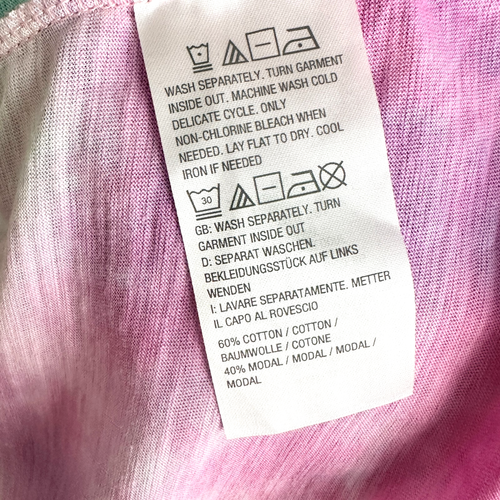 WASH SEPARATELY. TURN GARMENT
INSIDE OUT. MACHINE WASH COLD
DELICATE CYCLE. ONLY
NON-CHLORINE BLEACH WHEN
NEEDED. LAY FLAT TO DRY. COOL
IRON IF NEEDED
30
GB: WASH SEPARATELY. TURN
GARMENT INSIDE OUT
D: SEPARAT WASCHEN.
BEKLEIDUNGSSTÜCK AUF LINKS
WENDEN
I: LAVARE SEPARATAMENTE. METTER
IL CAPO AL ROVESCIO
60% COTTON / COTTON /
BAUMWOLLE / COTONE
40% MODAL / MODAL / MODAL /
MODAL